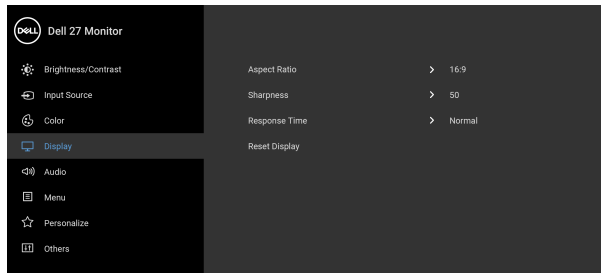 DELL Dell 27 Monitor
Brightness/Contrast
Input Source
Color
Display
Audio
Menu
Personalize
Others
Aspect Ratio > 16:9
Sharpness > 50
Response Time > Normal
Reset Display